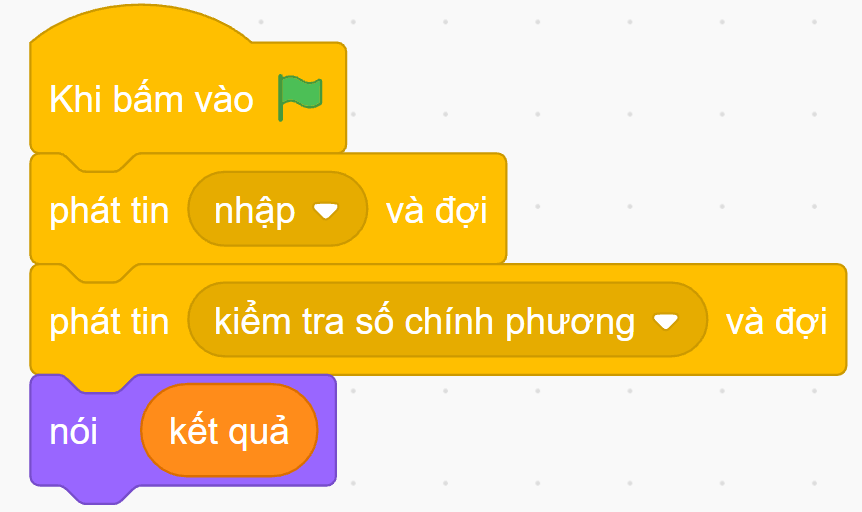 Khi bấm vào
phát tin nhập và đợi
phát tin kiểm tra số chính phương và đợi
nói kết quả